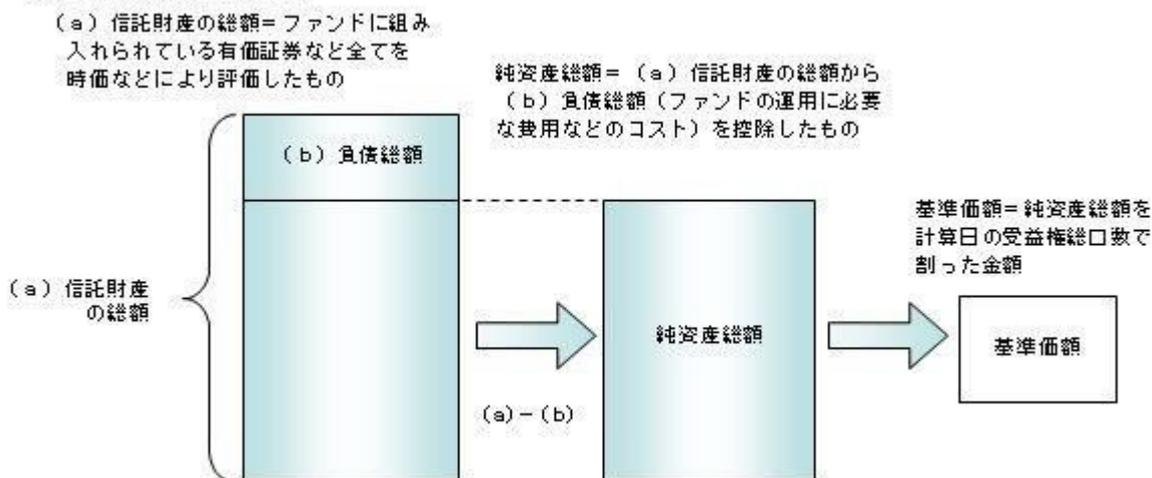 (a)信託財産の総額=ファンドに組み
入れられている有価証券など全てを
時価などにより評価したもの
純資産総額=(a)信託財産の総額から
(b)負債総額(ファンドの運用に必要
な費用などのコスト)を控除したもの
(b)負債総額
基準価額=純資産総額を
計算日の受益権総口数で
割った金額
(a)信託財産
の総額
純資産総額
基準価額
(a)-(b)